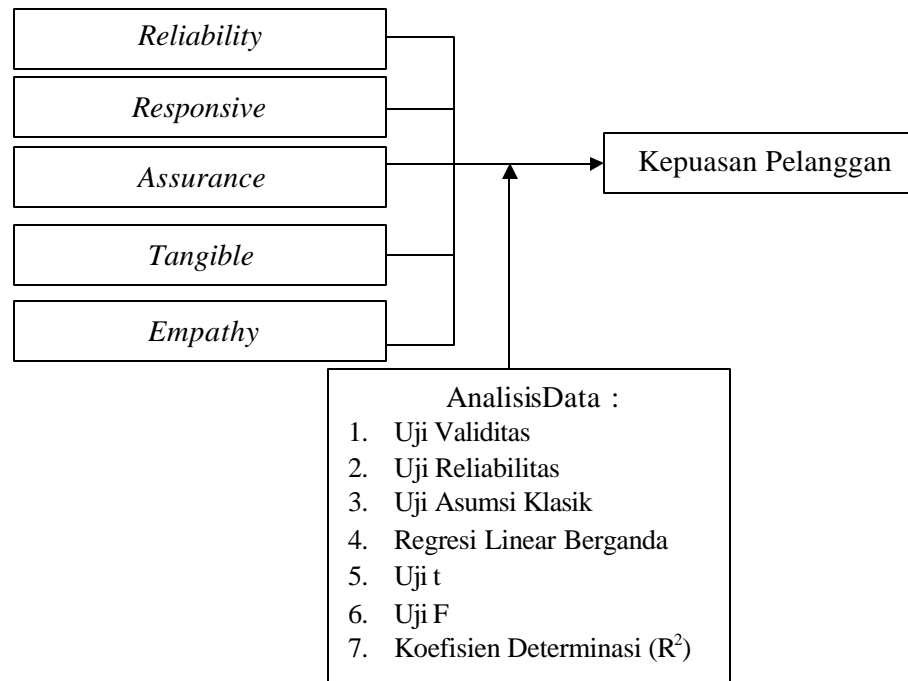 Reliability
Responsive
Assurance
Tangible
Empathy
Kepuasan Pelanggan
AnalisisData :
1. Uji Validitas
2. Uji Reliabilitas
3. Uji Asumsi Klasik
4. Regresi Linear Berganda
5. Uji t
6. Uji F
7. Koefisien Determinasi (R²)